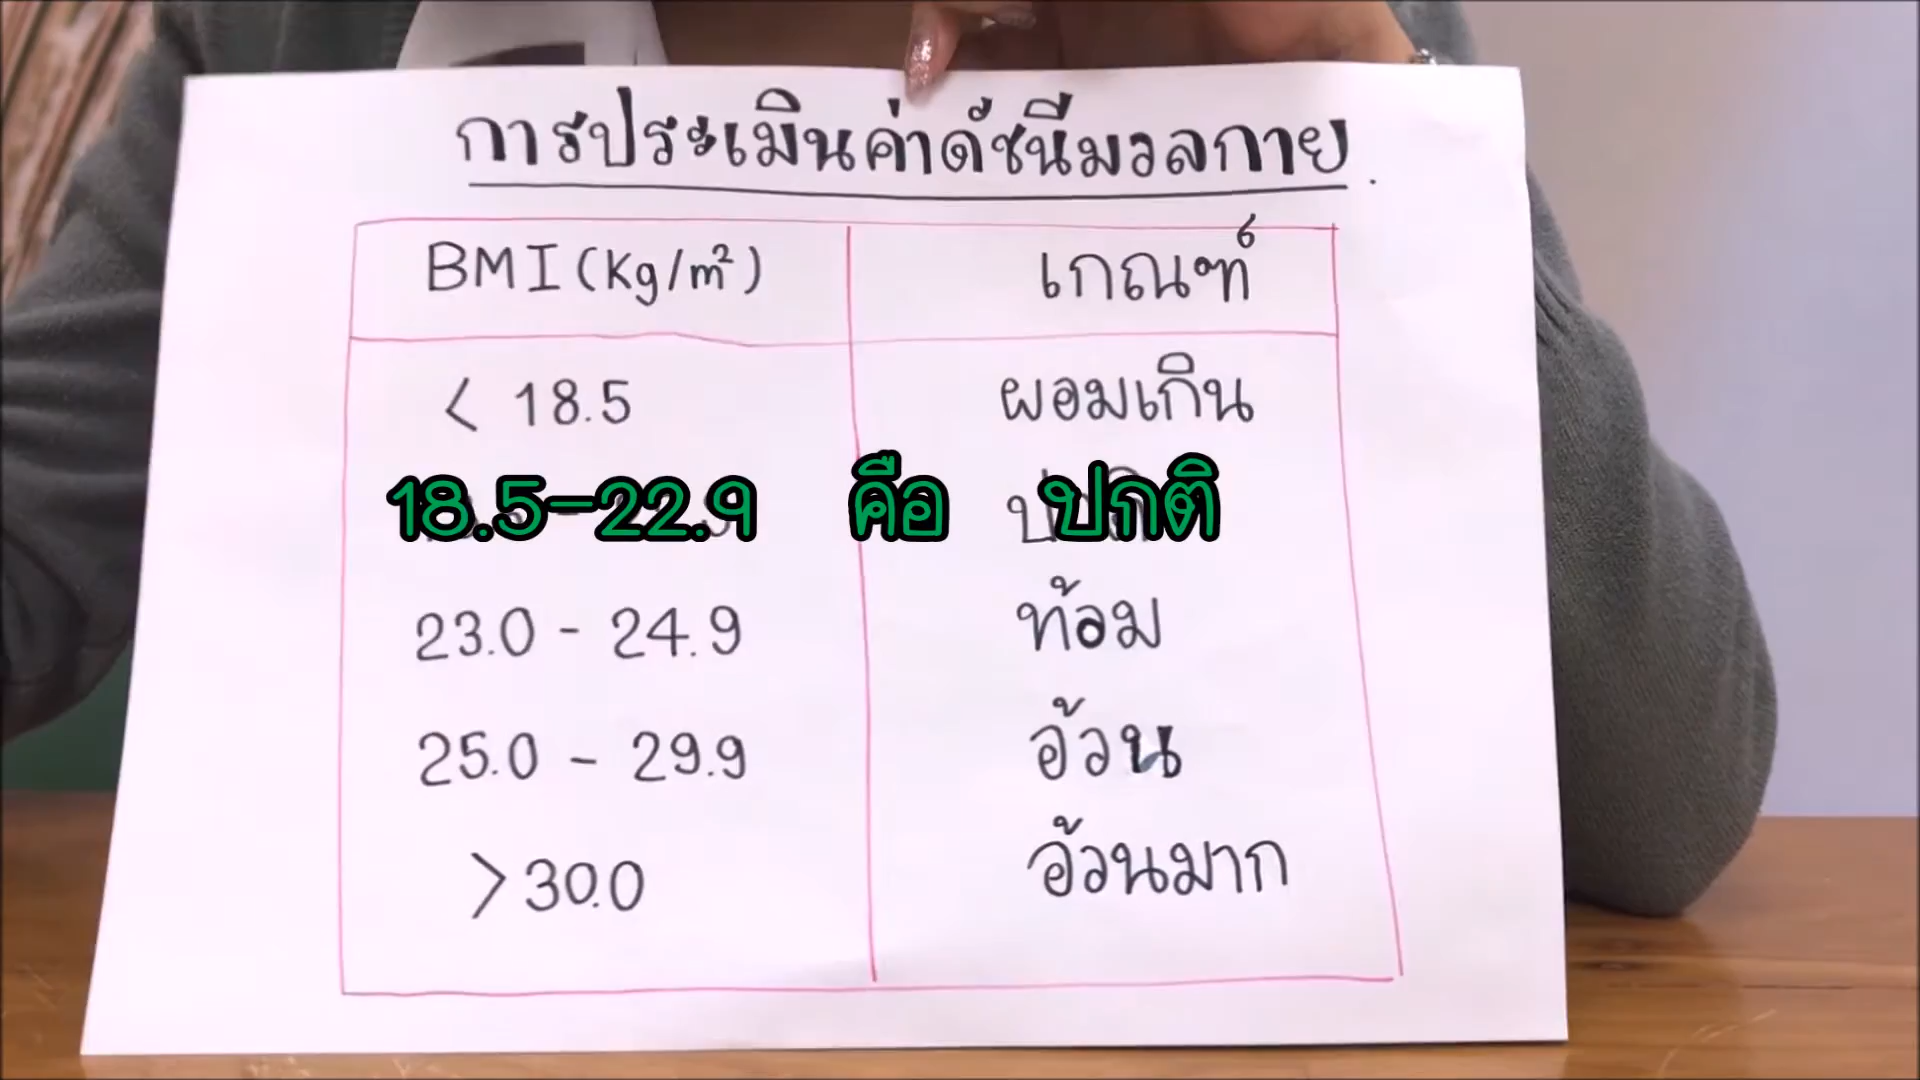 การประเมินค่าดัชนีมวลกาย.
BMI (Kg/m²) เกณฑ์
< 18.5 ผอมเกิน
18.5-22.9 คือ ปกติ
23.0 - 24.9 ท้วม
25.0 - 29.9 อ้วน
> 30.0 อ้วนมาก